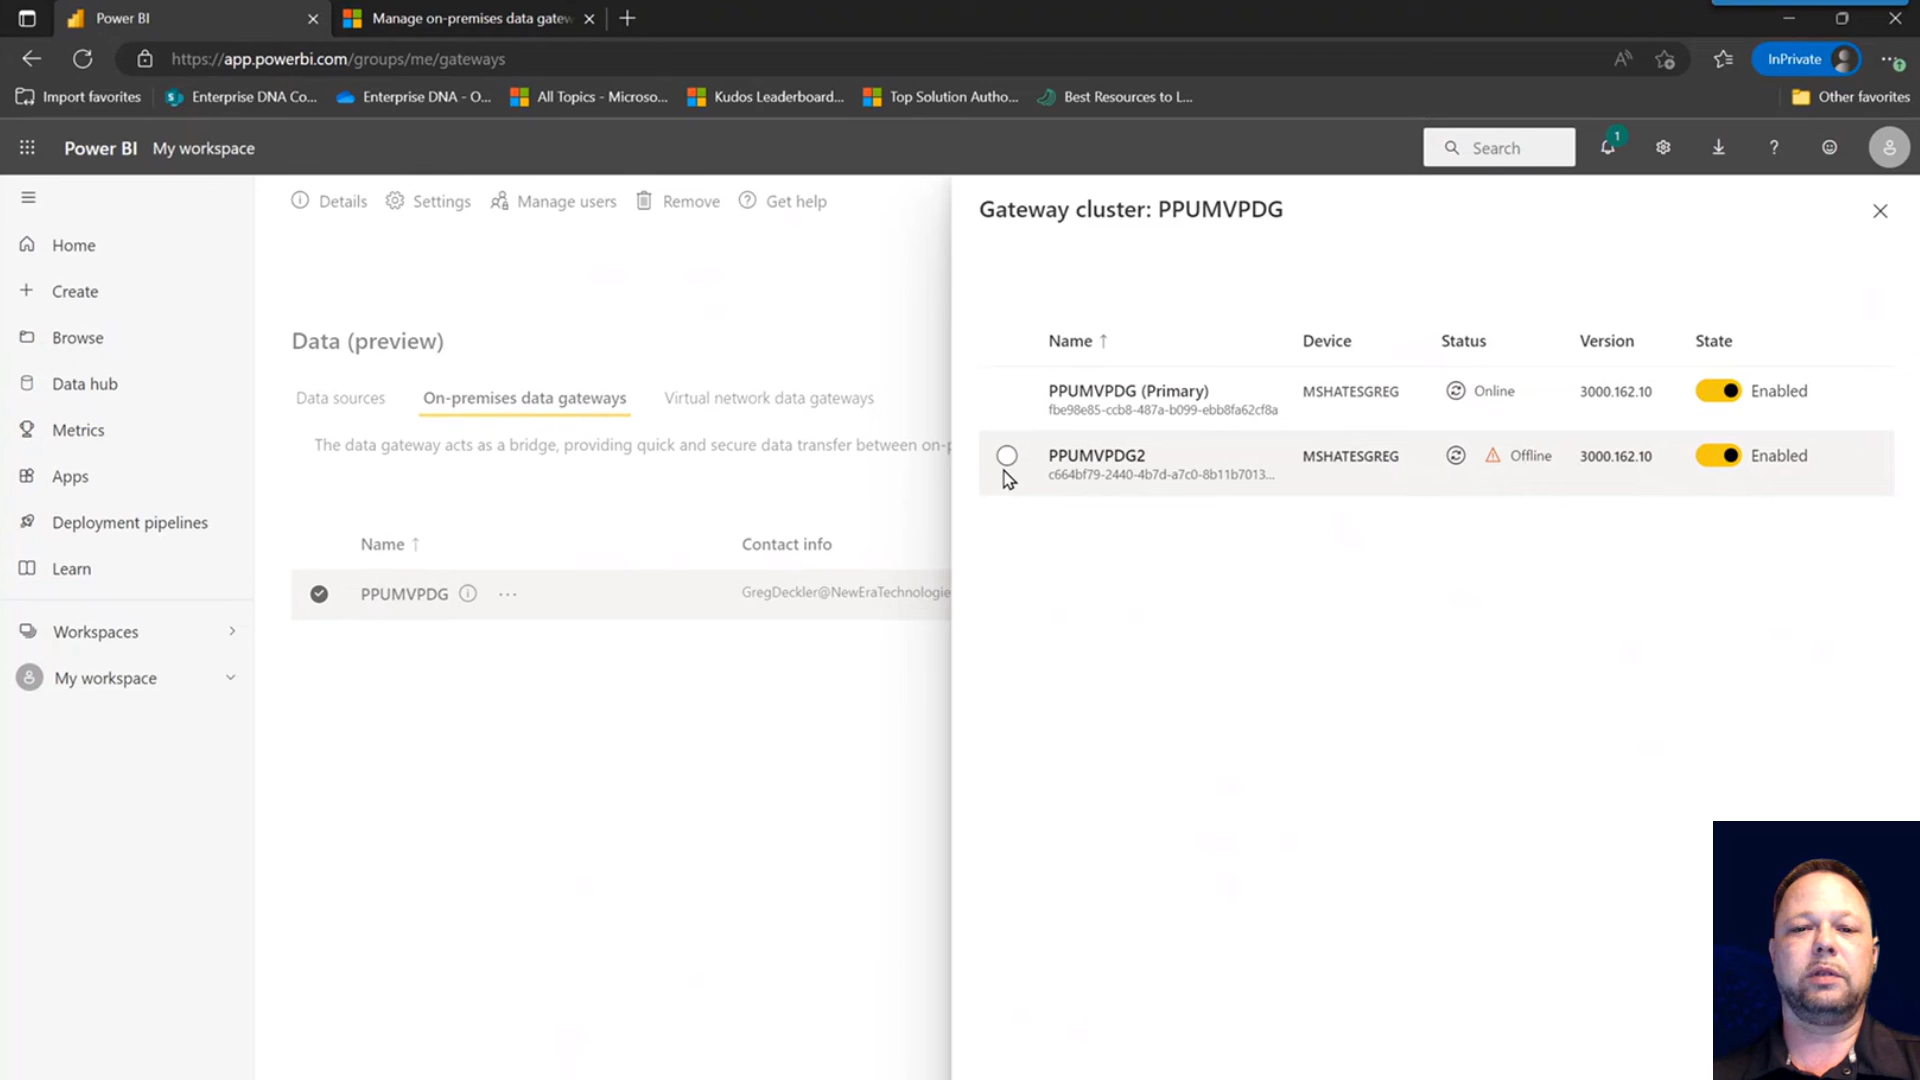 Power BI
Manage on-premises data gatew
https://app.powerbi.com/groups/me/gateways
InPrivate
Import favorites
Enterprise DNA Co...
Enterprise DNA - O...
All Topics - Microso...
Kudos Leaderboard...
Top Solution Autho...
Best Resources to L...
Other favorites
Power BI My workspace
Search
1
Details
Settings
Manage users
Remove
Get help
Gateway cluster: PPUMVPDG
Home
Create
Browse
Data hub
Metrics
Apps
Deployment pipelines
Learn
Workspaces
My workspace
Data (preview)
Data sources
On-premises data gateways
Virtual network data gateways
The data gateway acts as a bridge, providing quick and secure data transfer between on-p
Name ↑ Contact info
PPUMVPDG ... GregDeckler@NewEraTechnologie
Name ↑ Device Status Version State
PPUMVPDG (Primary) MSHATESGREG Online 3000.162.10 Enabled
fbe98e85-ccb8-487a-b099-ebb8fa62cf8a
PPUMVPDG2 MSHATESGREG Offline 3000.162.10 Enabled
c664bf79-2440-4b7d-a7c0-8b11b7013...